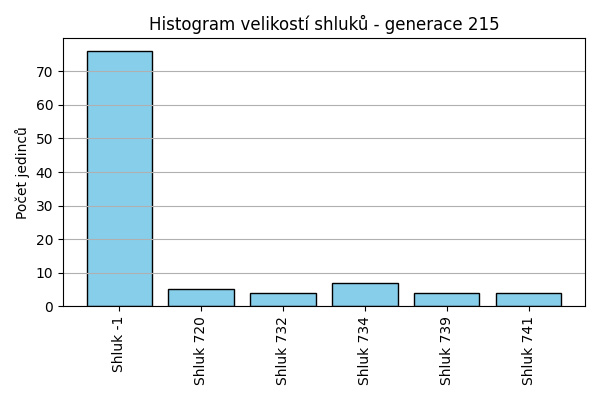 Histogram velikostí shluků - generace 215
Počet jedinců
70
60
50
40
30
20
10
0
Shluk -1
Shluk 720
Shluk 732
Shluk 734
Shluk 739
Shluk 741